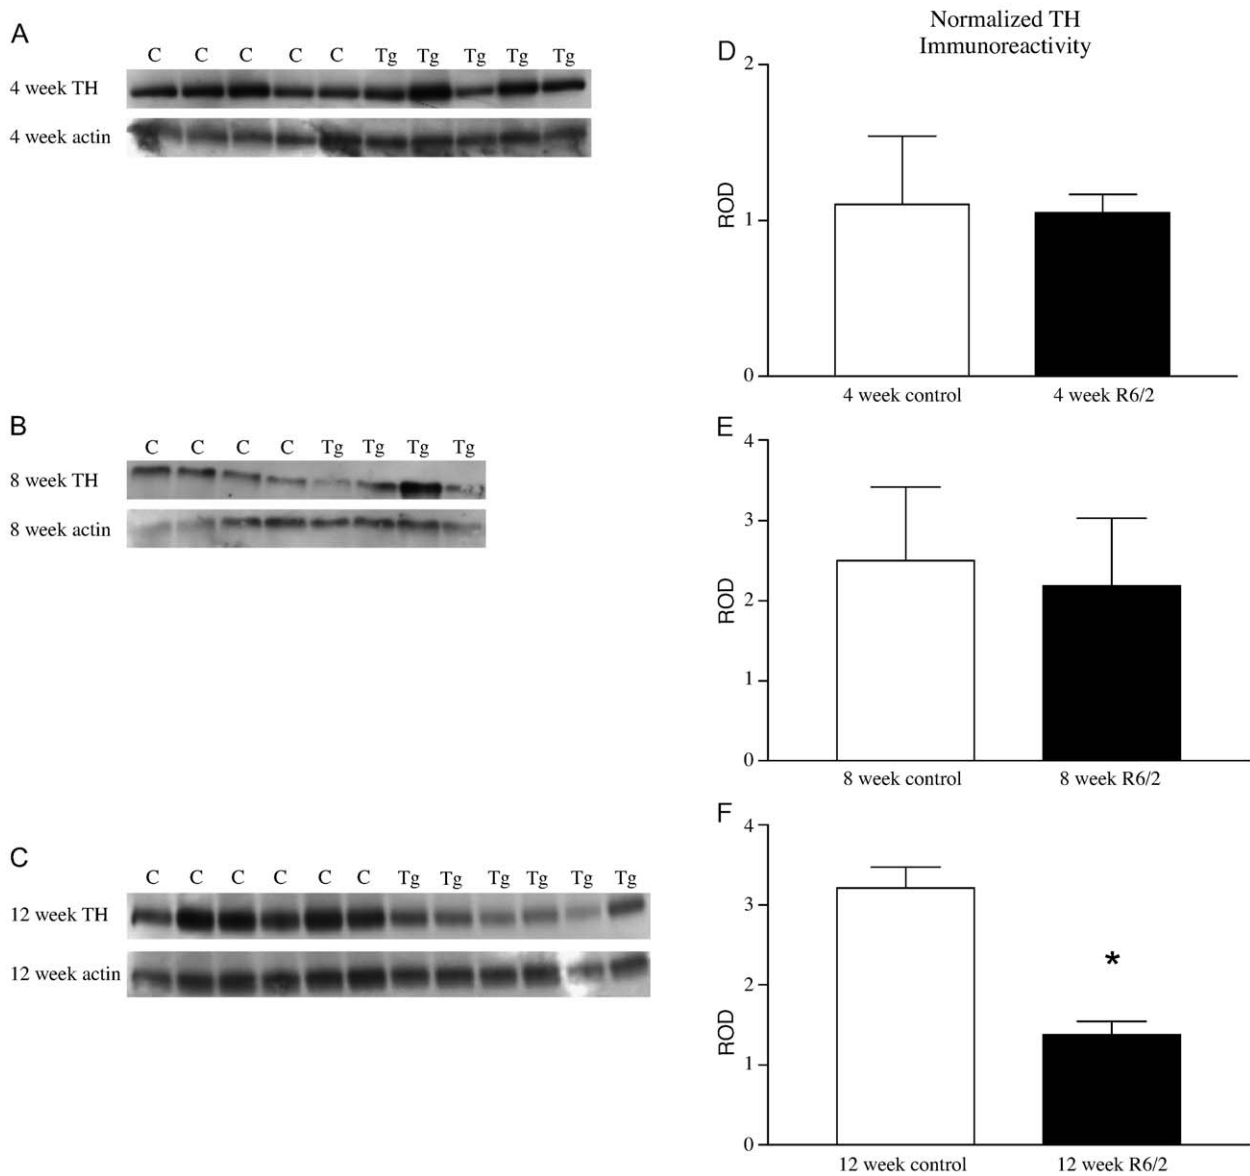 A
C C C C C Tg Tg Tg Tg Tg
4 week TH
4 week actin
B
C C C C Tg Tg Tg Tg
8 week TH
8 week actin
C
C C C C C C Tg Tg Tg Tg Tg Tg
12 week TH
12 week actin
Normalized TH
Immunoreactivity
D
2
1
0
ROD
4 week control 4 week R6/2
E
4
3
2
1
0
ROD
8 week control 8 week R6/2
F
4
3
2
1
0
ROD
*
12 week control 12 week R6/2